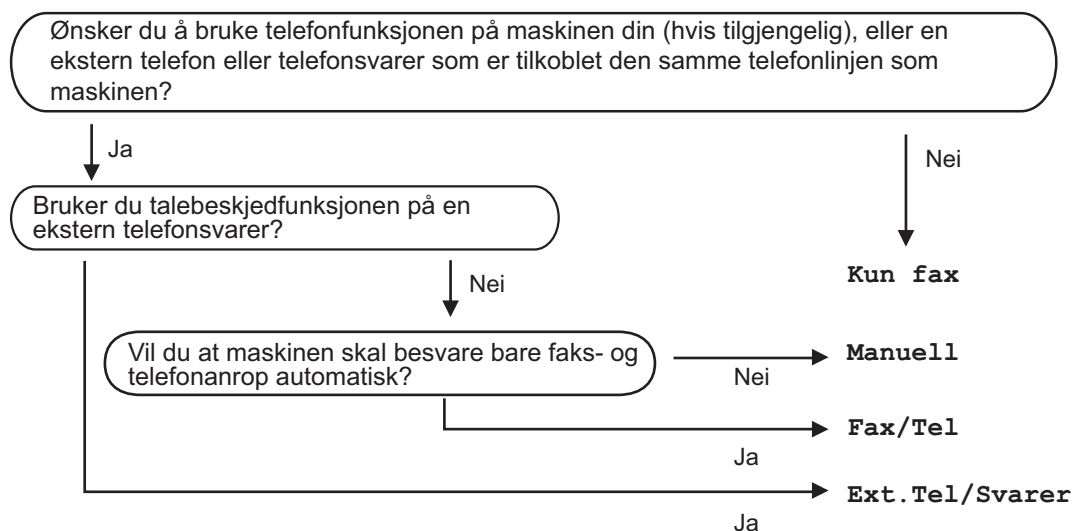 Ønsker du å bruke telefonfunksjonen på maskinen din (hvis tilgjengelig), eller en
ekstern telefon eller telefonsvarer som er tilkoblet den samme telefonlinjen som
maskinen?
Ja
Nei
Bruker du talebeskjedfunksjonen på en
ekstern telefonsvarer?
Nei
Kun fax
Vil du at maskinen skal besvare bare faks- og
telefonanrop automatisk?
Nei
Manuell
Ja
Fax/Tel
Ja
Ext.Tel/Svarer